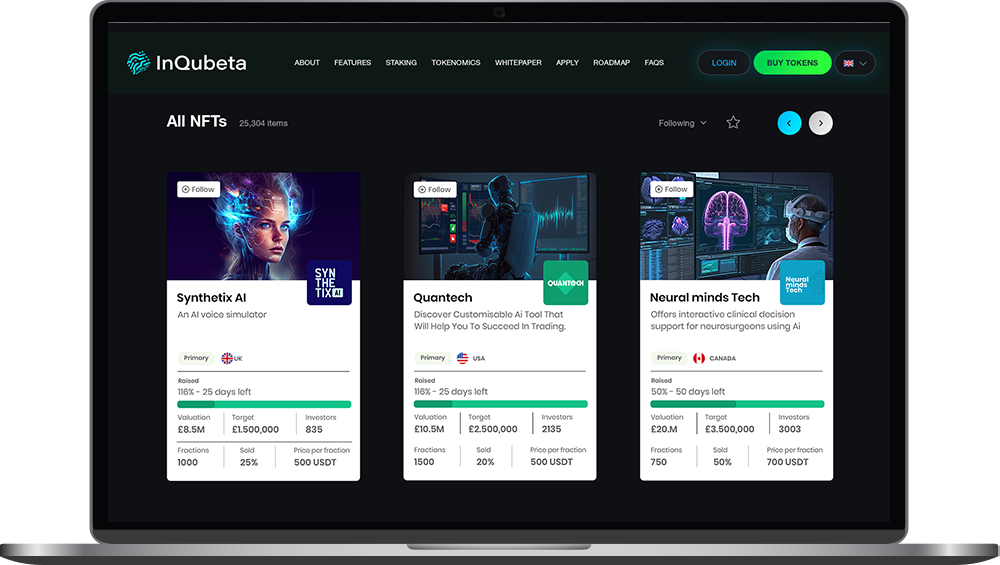 InQubeta
ABOUT FEATURES STAKING TOKENOMICS WHITEPAPER APPLY ROADMAP FAQS
LOGIN BUY TOKENS
All NFTs 25,304 items
Following
Follow
SYN
THE
TIX AI
Synthetix AI
An AI voice simulator
Primary UK
Raised
116% - 25 days left
Valuation Target Investors
£8.5M £1.500,000 835
Fractions Sold Price per fraction
1000 25% 500 USDT
Follow
QUANTECH
Quantech
Discover Customisable Ai Tool That
Will Help You To Succeed In Trading.
Primary USA
Raised
116% - 25 days left
Valuation Target Investors
£10.5M £2.500,000 2135
Fractions Sold Price per fraction
1500 20% 500 USDT
Follow
Neural
minds
Tech
Neural minds Tech
Offers interactive clinical decision
support for neurosurgeons using Ai
Primary CANADA
Raised
50% - 50 days left
Valuation Target Investors
£20.M £3.500,000 3003
Fractions Sold Price per fraction
750 50% 700 USDT